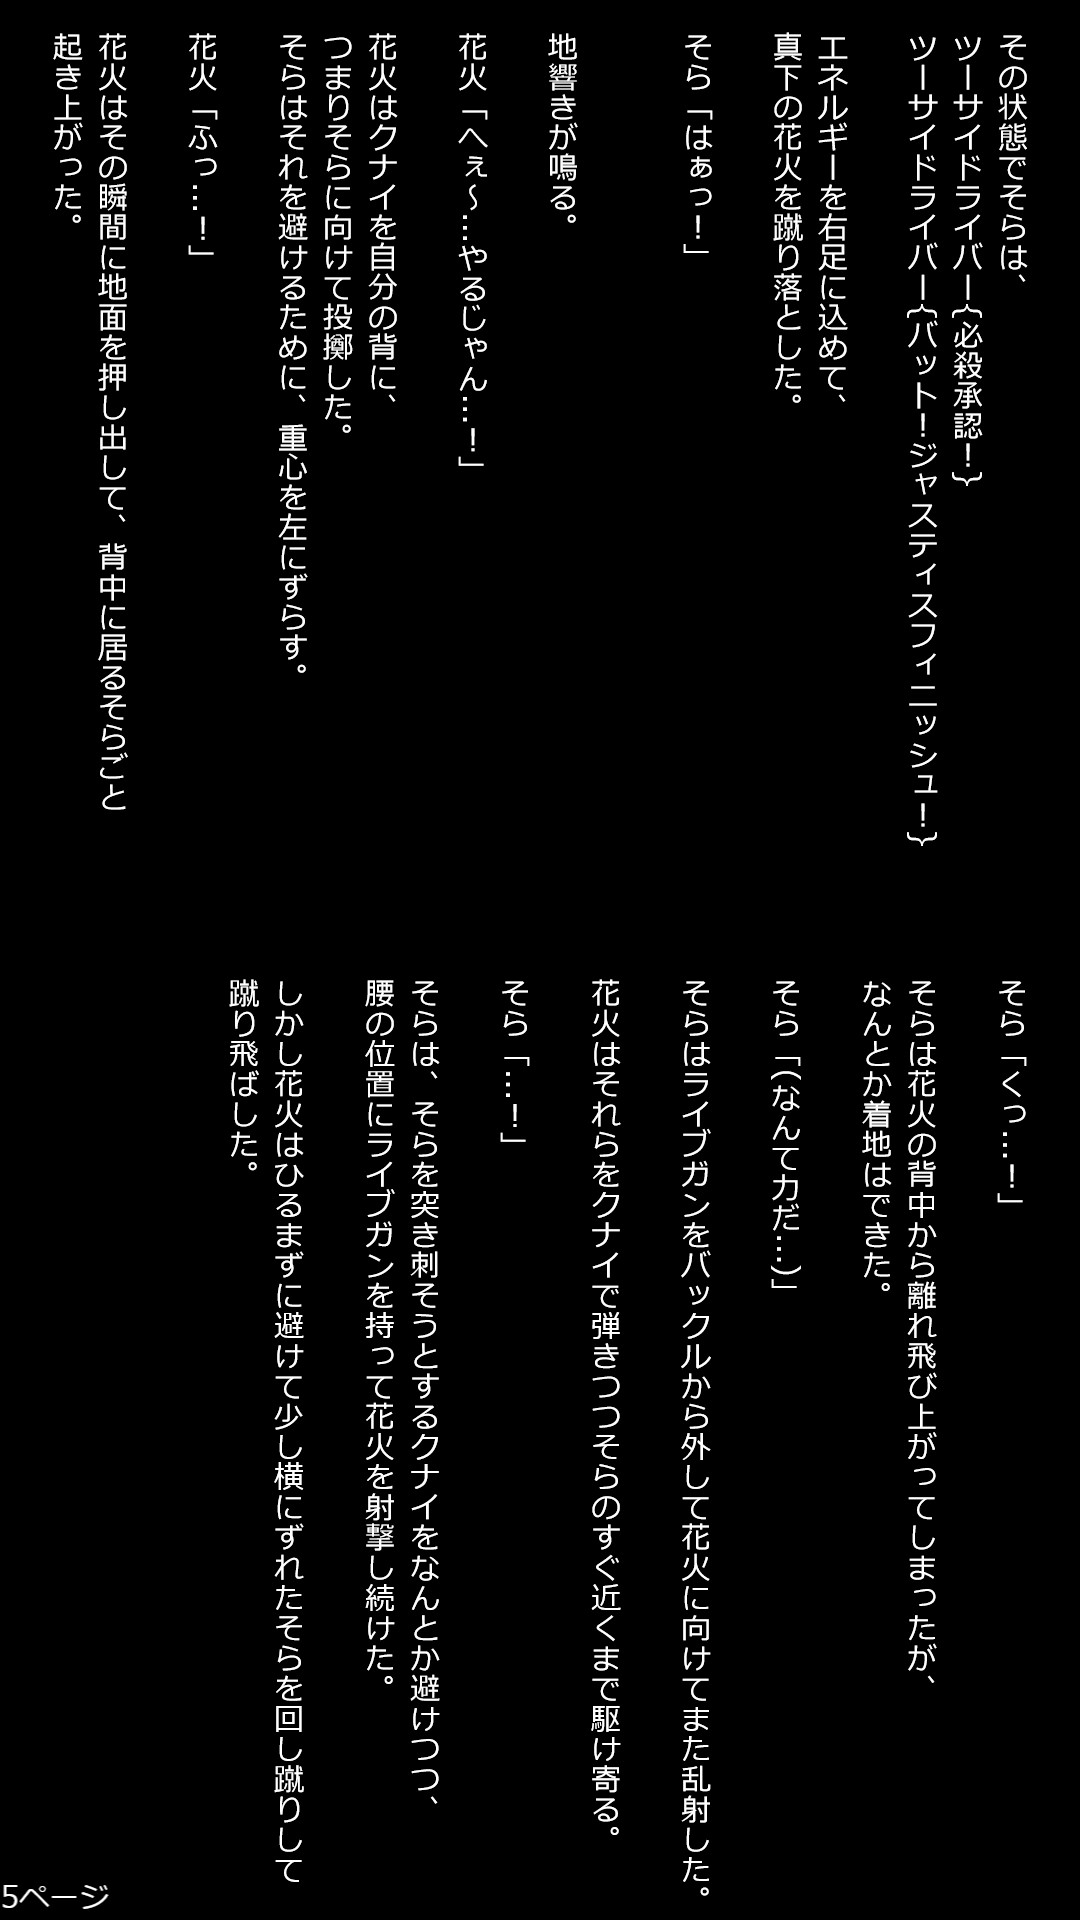 その状態でそらは、
ツーサイドライバー{必殺承認！}
ツーサイドライバー{バット！ジャスティスフィニッシュ！}
エネルギーを右足に込めて、
真下の花火を蹴り落とした。
そら「はぁっ！」
地響きが鳴る。
花火「へぇ～…やるじゃん…！」
花火はクナイを自分の背に、
つまりそらに向けて投擲した。
そらはそれを避けるために、重心を左にずらす。
花火「ふっ…！」
花火はその瞬間に地面を押し出して、背中に居るそらごと
起き上がった。
そら「くっ…！」
そらは花火の背中から離れ飛び上がってしまったが、
なんとか着地はできた。
そら「(なんて力だ…)」
そらはライブガンをバックルから外して花火に向けてまた乱射した。
花火はそれらをクナイで弾きつつそらのすぐ近くまで駆け寄る。
そら「…！」
そらは、そらを突き刺そうとするクナイをなんとか避けつつ、
腰の位置にライブガンを持って花火を射撃し続けた。
しかし花火はひるまずに避けて少し横にずれたそらを回し蹴りして
蹴り飛ばした。
5ページ